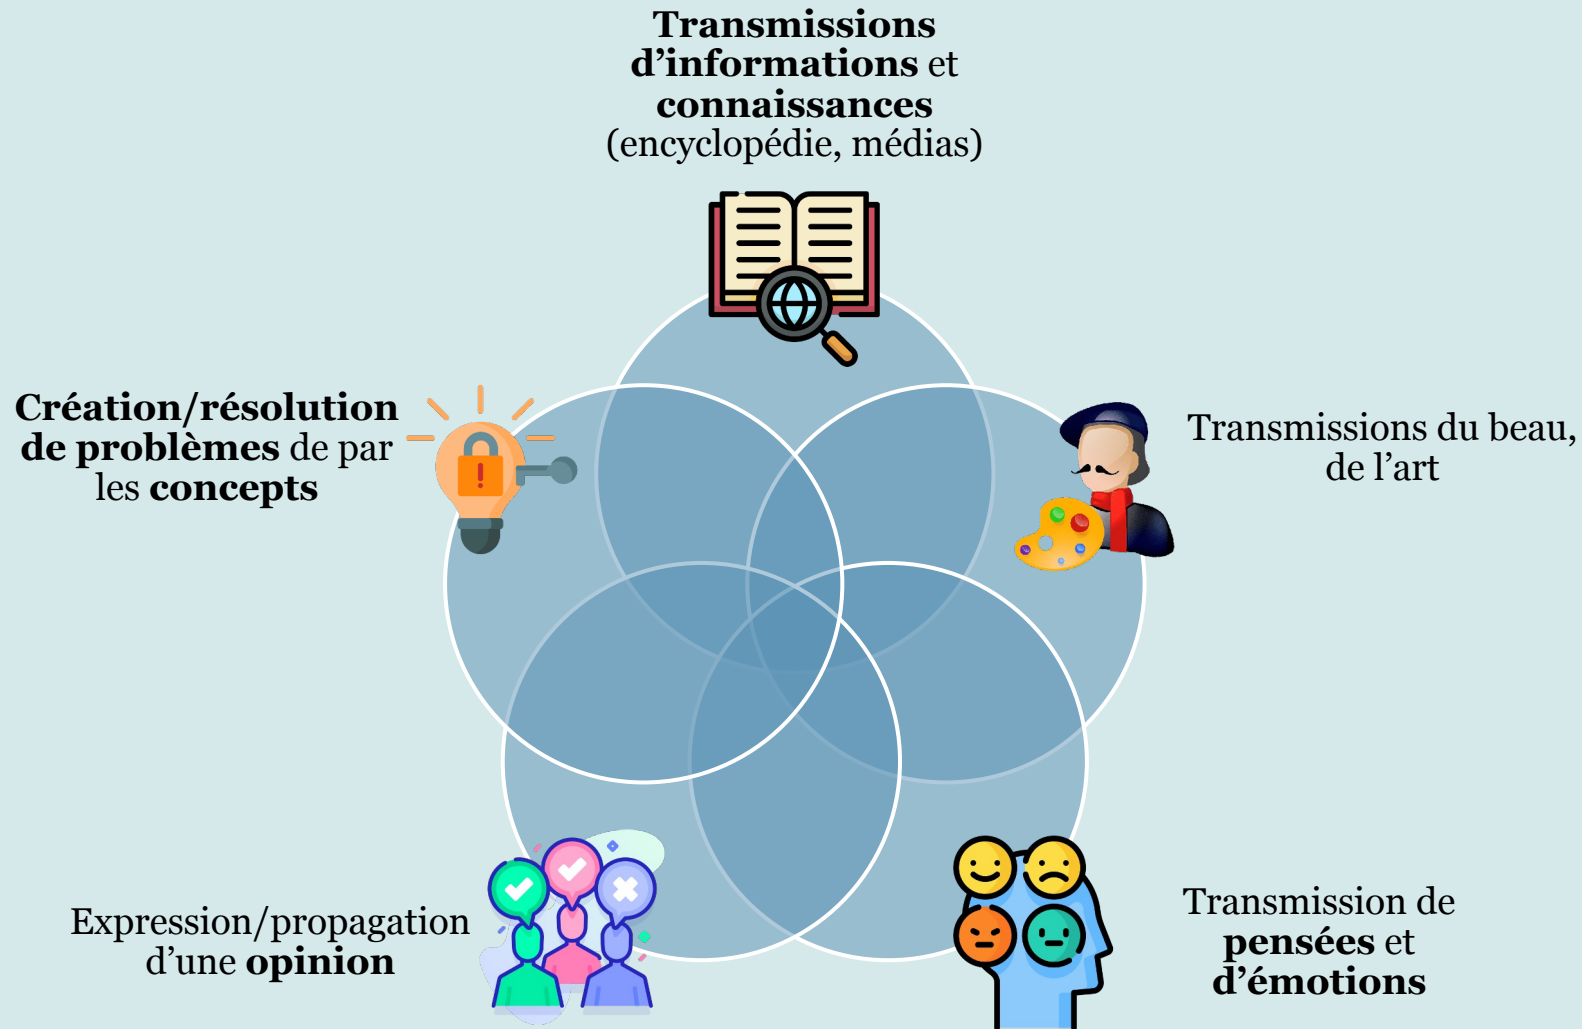 Transmissions
d’informations et
connaissances
(encyclopédie, médias)
Création/résolution
de problèmes de par
les concepts
Transmissions du beau,
de l’art
Expression/propagation
d’une opinion
Transmission de
pensées et
d’émotions